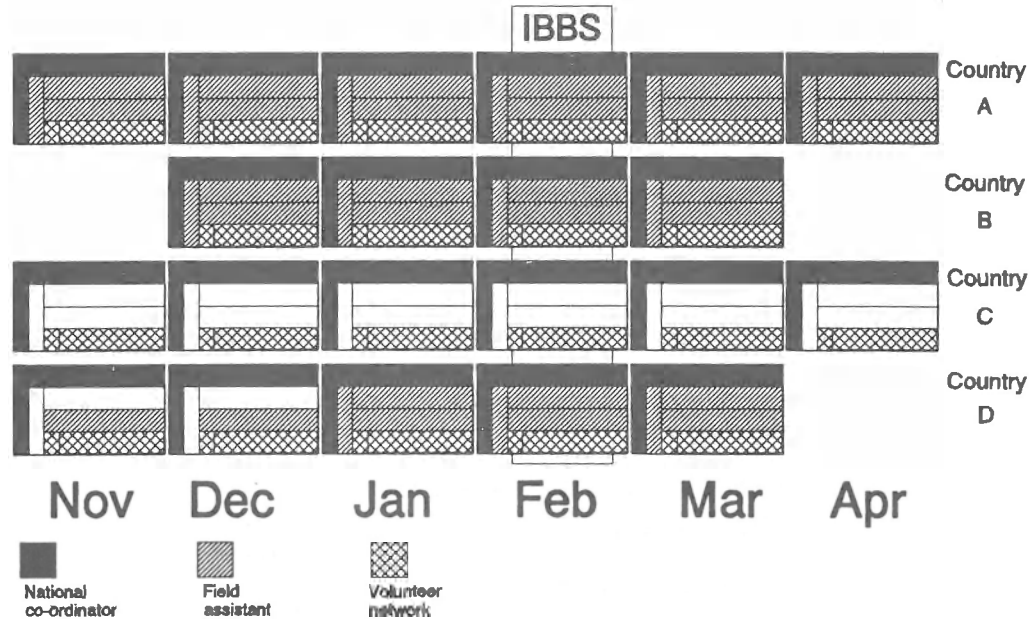 IBBS
Country
A
Country
B
Country
C
Country
D
Nov Dec Jan Feb Mar Apr
National
co-ordinator
Field
assistant
Volunteer
network